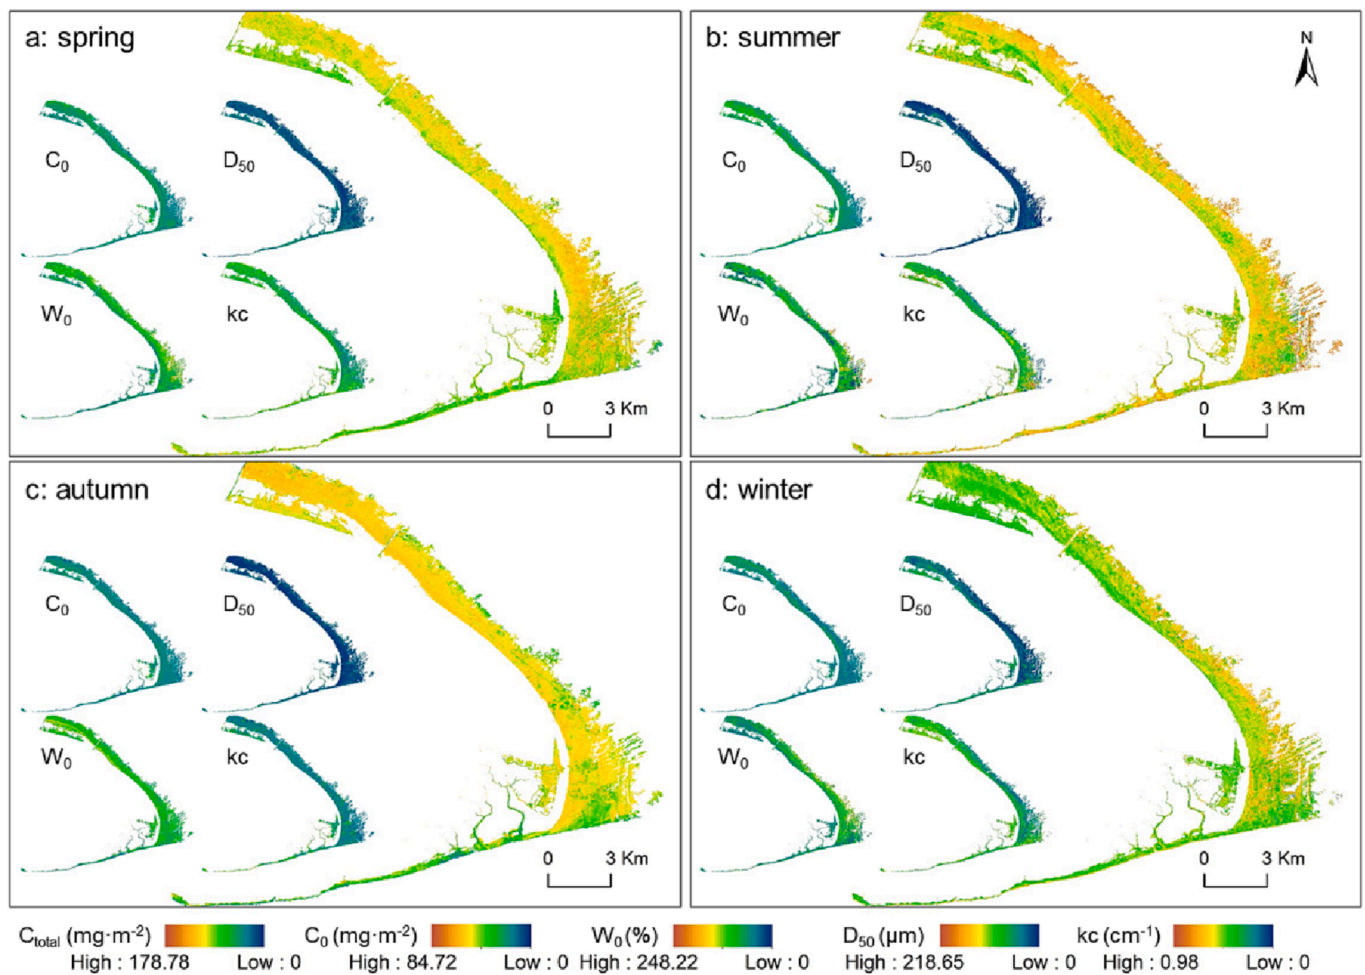 a: spring
C0
D50
W0
kc
0 3 Km
b: summer
N
C0
D50
W0
kc
0 3 Km
c: autumn
C0
D50
W0
kc
0 3 Km
d: winter
C0
D50
W0
kc
0 3 Km
Ctotal (mg·m-2)
High : 178.78 Low : 0
C0 (mg·m-2)
High : 84.72 Low : 0
W0 (%)
High : 248.22 Low : 0
D50 (μm)
High : 218.65 Low : 0
kc (cm-1)
High : 0.98 Low : 0